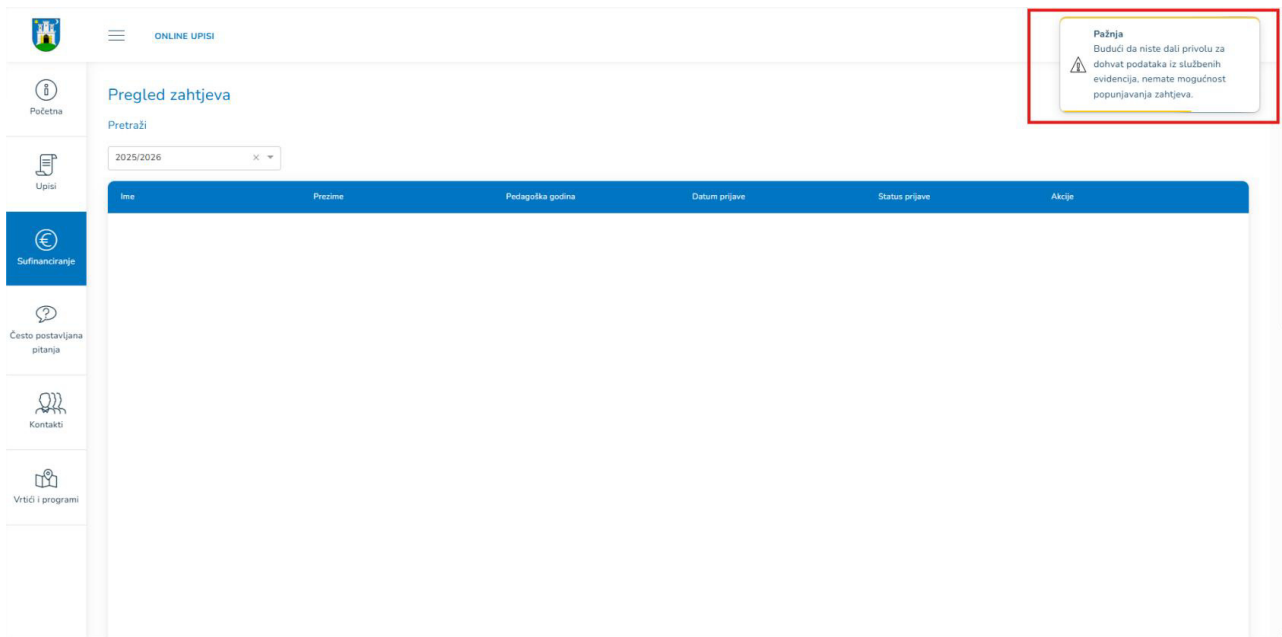 ONLINE UPISI
Pažnja
Budući da niste dali privolu za
dohvat podataka iz službenih
evidencija, nemate mogućnost
popunjavanja zahtjeva.
Početna
Upisi
Sufinanciranje
Često postavljana
pitanja
Kontakti
Vrtići i programi
Pregled zahtjeva
Pretraži
2025/2026
Ime Prezime Pedagoška godina Datum prijave Status prijave Akcije